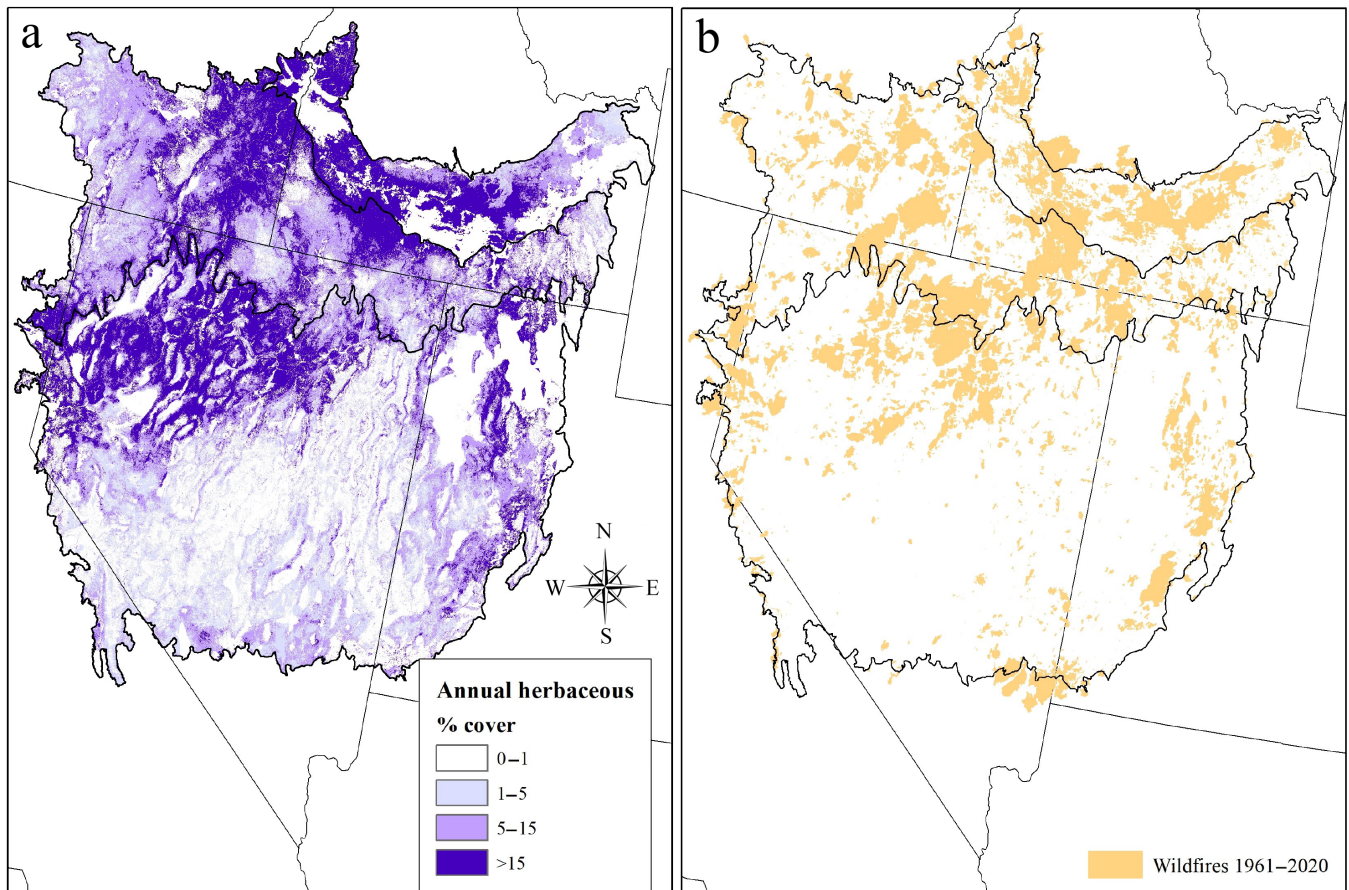 a
b
N
W E
S
Annual herbaceous
% cover
0–1
1–5
5–15
>15
Wildfires 1961–2020